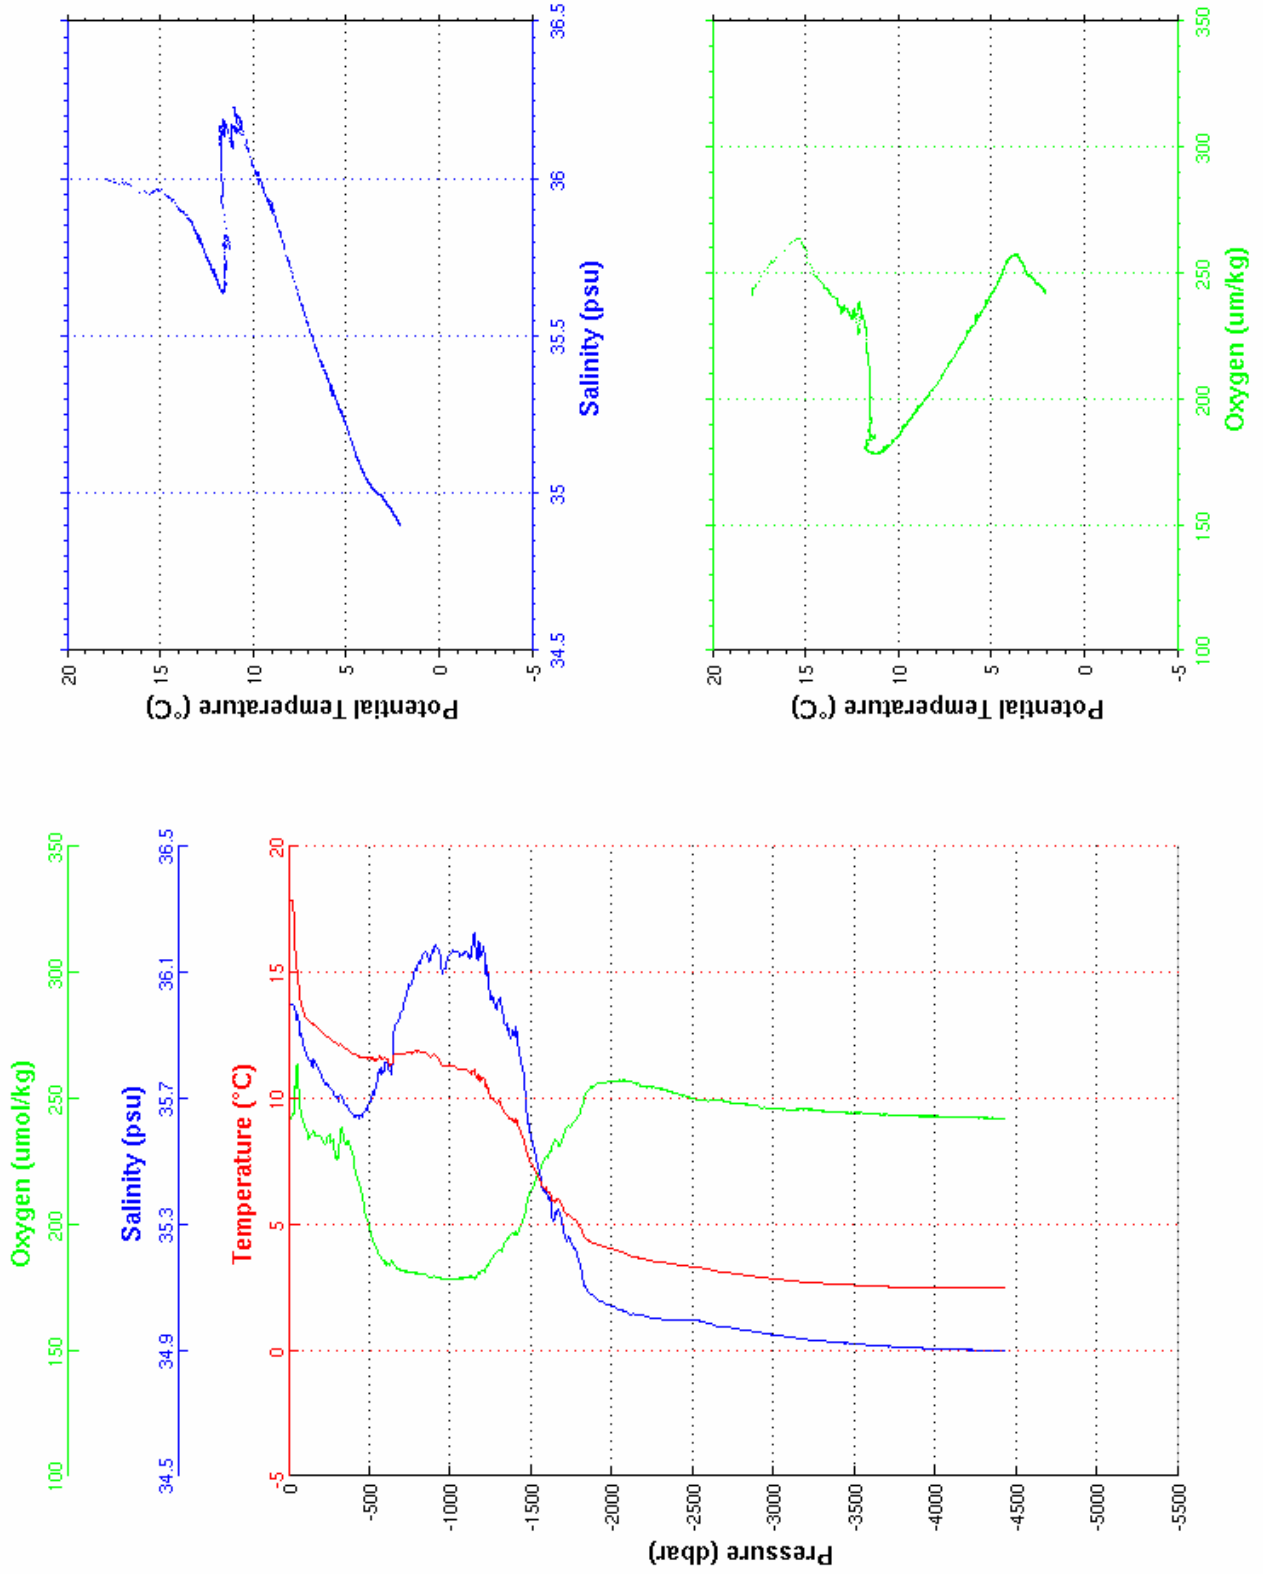 Oxygen (umol/kg)
100 150 200 250 300 350
Salinity (psu)
34.5 34.9 35.3 35.7 36.1 36.5
Temperature (°C)
-5 0 5 10 15 20
Pressure (dbar)
0
-500
-1000
-1500
-2000
-2500
-3000
-3500
-4000
-4500
-5000
-5500
Potential Temperature (°C)
20
15
10
5
0
-5
34.5 35 35.5 36 36.5
Salinity (psu)
Potential Temperature (°C)
20
15
10
5
0
-5
100 150 200 250 300 350
Oxygen (um/kg)